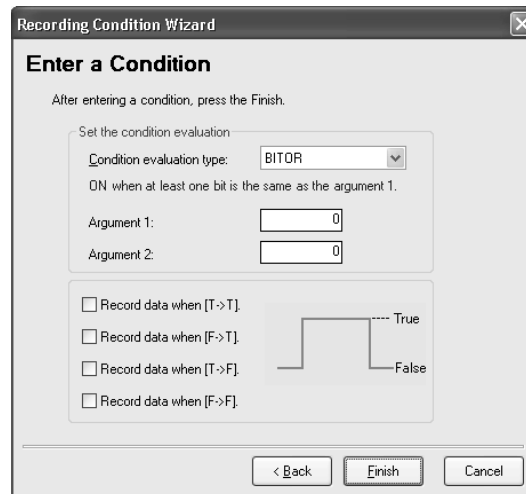 Recording Condition Wizard
Enter a Condition
After entering a condition, press the Finish.
Set the condition evaluation
Condition evaluation type: BITOR
ON when at least one bit is the same as the argument 1.
Argument 1: 0
Argument 2: 0
Record data when [T->T].
Record data when [F->T].
Record data when [T->F].
Record data when [F->F].
True
False
< Back Finish Cancel